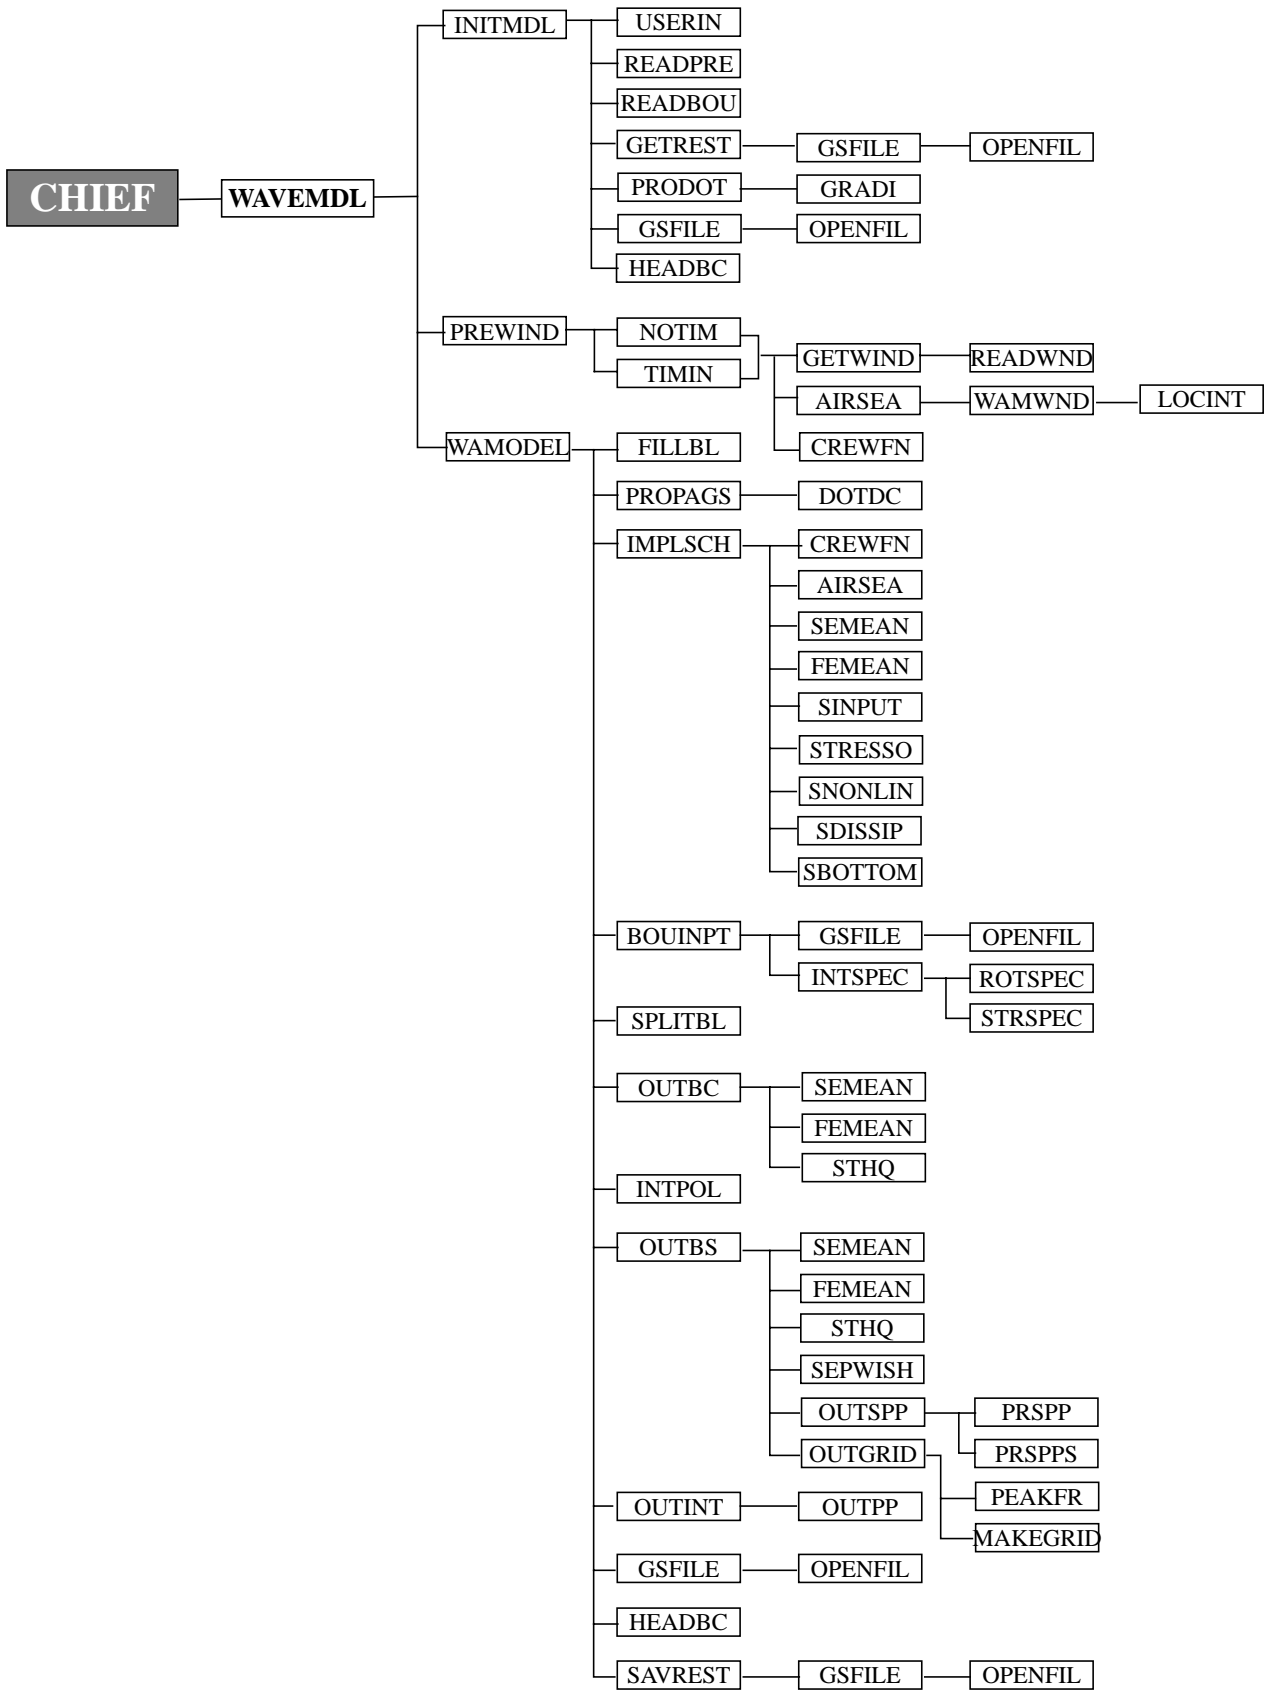 INITMDL
USERIN
READPRE
READBOU
GETREST
GSFILE
OPENFIL
CHIEF
WAVEMDL
PRODOT
GRADI
GSFILE
OPENFIL
HEADBC
PREWIND
NOTIM
TIMIN
GETWIND
READWND
AIRSEA
WAMWND
LOCINT
CREWFN
WAMODEL
FILLBL
PROPAGS
DOTDC
IMPLSCH
CREWFN
AIRSEA
SEMEAN
FEMEAN
SINPUT
STRESSO
SNONLIN
SDISSIP
SBOTTOM
BOUINPT
GSFILE
OPENFIL
INTSPEC
ROTSPEC
STRSPEC
SPLITBL
OUTBC
SEMEAN
FEMEAN
STHQ
INTPOL
OUTBS
SEMEAN
FEMEAN
STHQ
SEPWISH
OUTSPP
PRSPP
PRSPPS
OUTGRID
PEAKFR
MAKEGRID
OUTINT
OUTPP
GSFILE
OPENFIL
HEADBC
SAVREST
GSFILE
OPENFIL